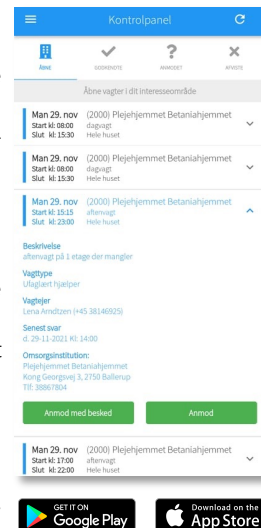 Kontrolpanel
ÅBNE
GODKENDTE
ANMODET
AFVISTE
Åbne vagter i dit interesseområde
Man 29. nov (2000) Plejehjemmet Betaniahjemmet
Start kl: 08:00 dagvagt
Slut kl: 15:30 Hele huset
Man 29. nov (2000) Plejehjemmet Betaniahjemmet
Start kl: 08:00 dagvagt
Slut kl: 15:30 Hele huset
Man 29. nov (2000) Plejehjemmet Betaniahjemmet
Start kl: 15:15 aftenvagt
Slut kl: 23:00 Hele huset
Beskrivelse
aftenvagt på 1 etage der mangler
Vagttype
Ufaglært hjælper
Vagtejer
Lena Arndtzen (+45 38146925)
Senest svar
d. 29-11-2021 Kl. 14:00
Omsorgsinstitution:
Plejehjemmet Betaniahjemmet
Kong Georgsvej 3, 2750 Ballerup
Tlf: 38867804
Anmod med besked
Anmod
Man 29. nov (2000) Plejehjemmet Betaniahjemmet
Start kl: 17:00 aftenvagt
Slut kl: 22:00 Hele huset
GET IT ON
Google Play
Download on the
App Store